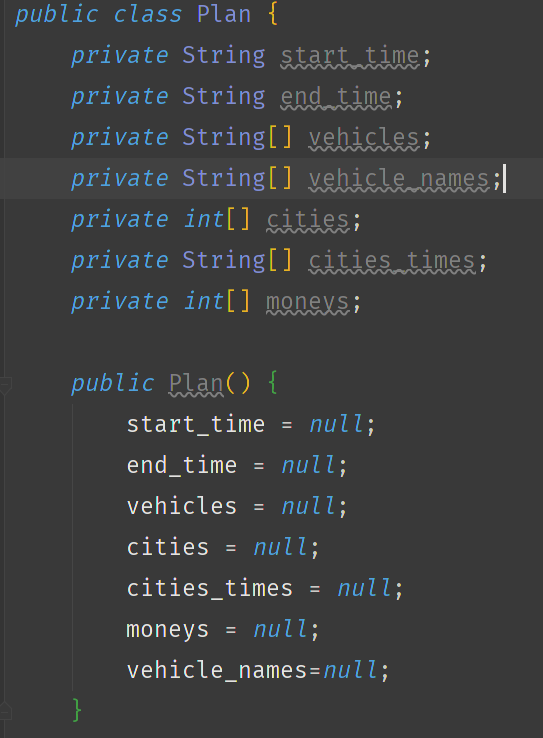 public class Plan {
    private String start_time;
    private String end_time;
    private String[] vehicles;
    private String[] vehicle_names;
    private int[] cities;
    private String[] cities_times;
    private int[] moneys;

    public Plan() {
        start_time = null;
        end_time = null;
        vehicles = null;
        cities = null;
        cities_times = null;
        moneys = null;
        vehicle_names=null;
    }